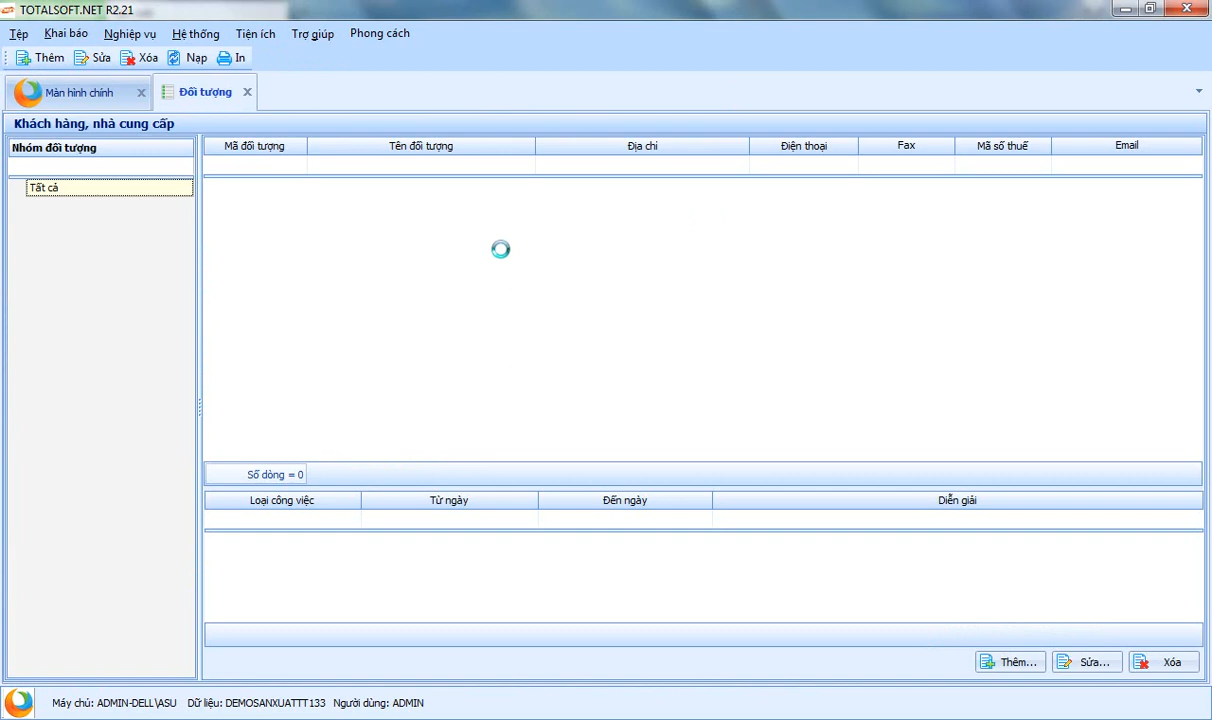 TOTALSOFT.NET R2.21
Tệp Khai báo Nghiệp vụ Hệ thống Tiện ích Trợ giúp Phong cách
Thêm Sửa Xóa Nạp In
Màn hình chính x Đối tượng x
Khách hàng, nhà cung cấp
Nhóm đối tượng
Tất cả
Mã đối tượng Tên đối tượng Địa chỉ Điện thoại Fax Mã số thuế Email
Số dòng = 0
Loại công việc Từ ngày Đến ngày Diễn giải
Thêm... Sửa... Xóa
Máy chủ: ADMIN-DELL\ASU Dữ liệu: DEMOSANXUATTT133 Người dùng: ADMIN